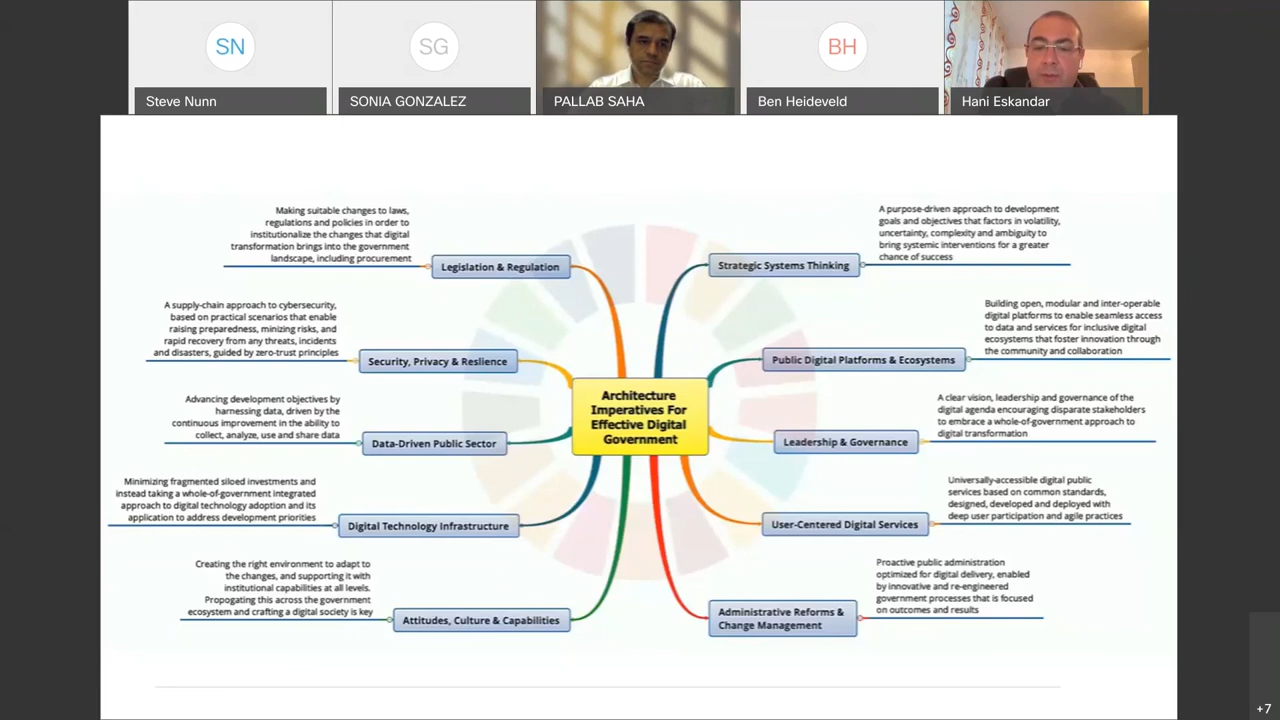 SN
SG
BH
Steve Nunn
SONIA GONZALEZ
PALLAB SAHA
Ben Heideveld
Hani Eskandar
Making suitable changes to laws,
regulations and policies in order to
institutionalize the changes that digital
transformation brings into the government
landscape, including procurement
Legislation & Regulation
A supply-chain approach to cybersecurity,
based on practical scenarios that enable
raising preparedness, minizing risks, and
rapid recovery from any threats, incidents
and disasters, guided by zero-trust principles
Security, Privacy & Reslience
Advancing development objectives by
harnessing data, driven by the
continuous improvement in the ability to
collect, analyze, use and share data
Data-Driven Public Sector
Minimizing fragmented siloed investments and
instead taking a whole-of-government integrated
approach to digital technology adoption and its
application to address development priorities
Digital Technology Infrastructure
Creating the right environment to adapt to
the changes, and supporting it with
institutional capabilities at all levels.
Propogating this across the government
ecosystem and crafting a digital society is key
Attitudes, Culture & Capabilities
Architecture
Imperatives For
Effective Digital
Government
Strategic Systems Thinking
A purpose-driven approach to development
goals and objectives that factors in volatility,
uncertainty, complexity and ambiguity to
bring systemic interventions for a greater
chance of success
Public Digital Platforms & Ecosystems
Building open, modular and inter-operable
digital platforms to enable seamless access
to data and services for inclusive digital
ecosystems that foster innovation through
the community and collaboration
Leadership & Governance
A clear vision, leadership and governance of the
digital agenda encouraging disparate stakeholders
to embrace a whole-of-government approach to
digital transformation
User-Centered Digital Services
Universally-accessible digital public
services based on common standards,
designed, developed and deployed with
deep user participation and agile practices
Administrative Reforms &
Change Management
Proactive public administration
optimized for digital delivery, enabled
by innovative and re-engineered
government processes that is focused
on outcomes and results
+7